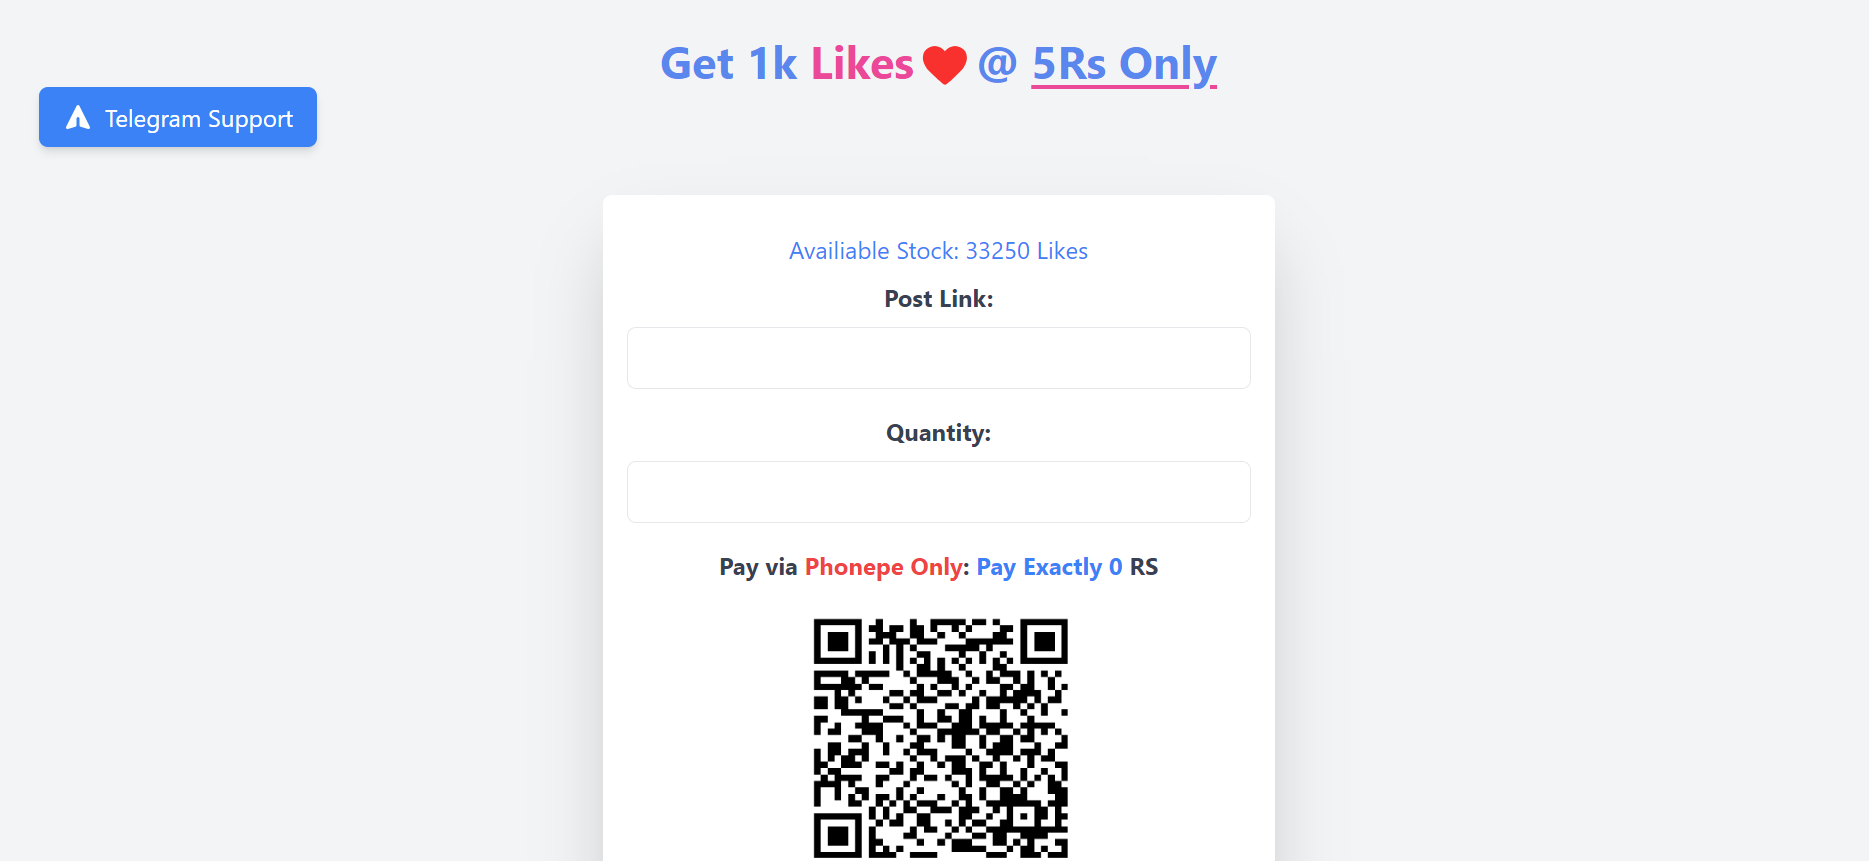 Get 1k Likes @ 5Rs Only
Telegram Support
Availiable Stock: 33250 Likes
Post Link:
Quantity:
Pay via Phonepe Only: Pay Exactly 0 RS